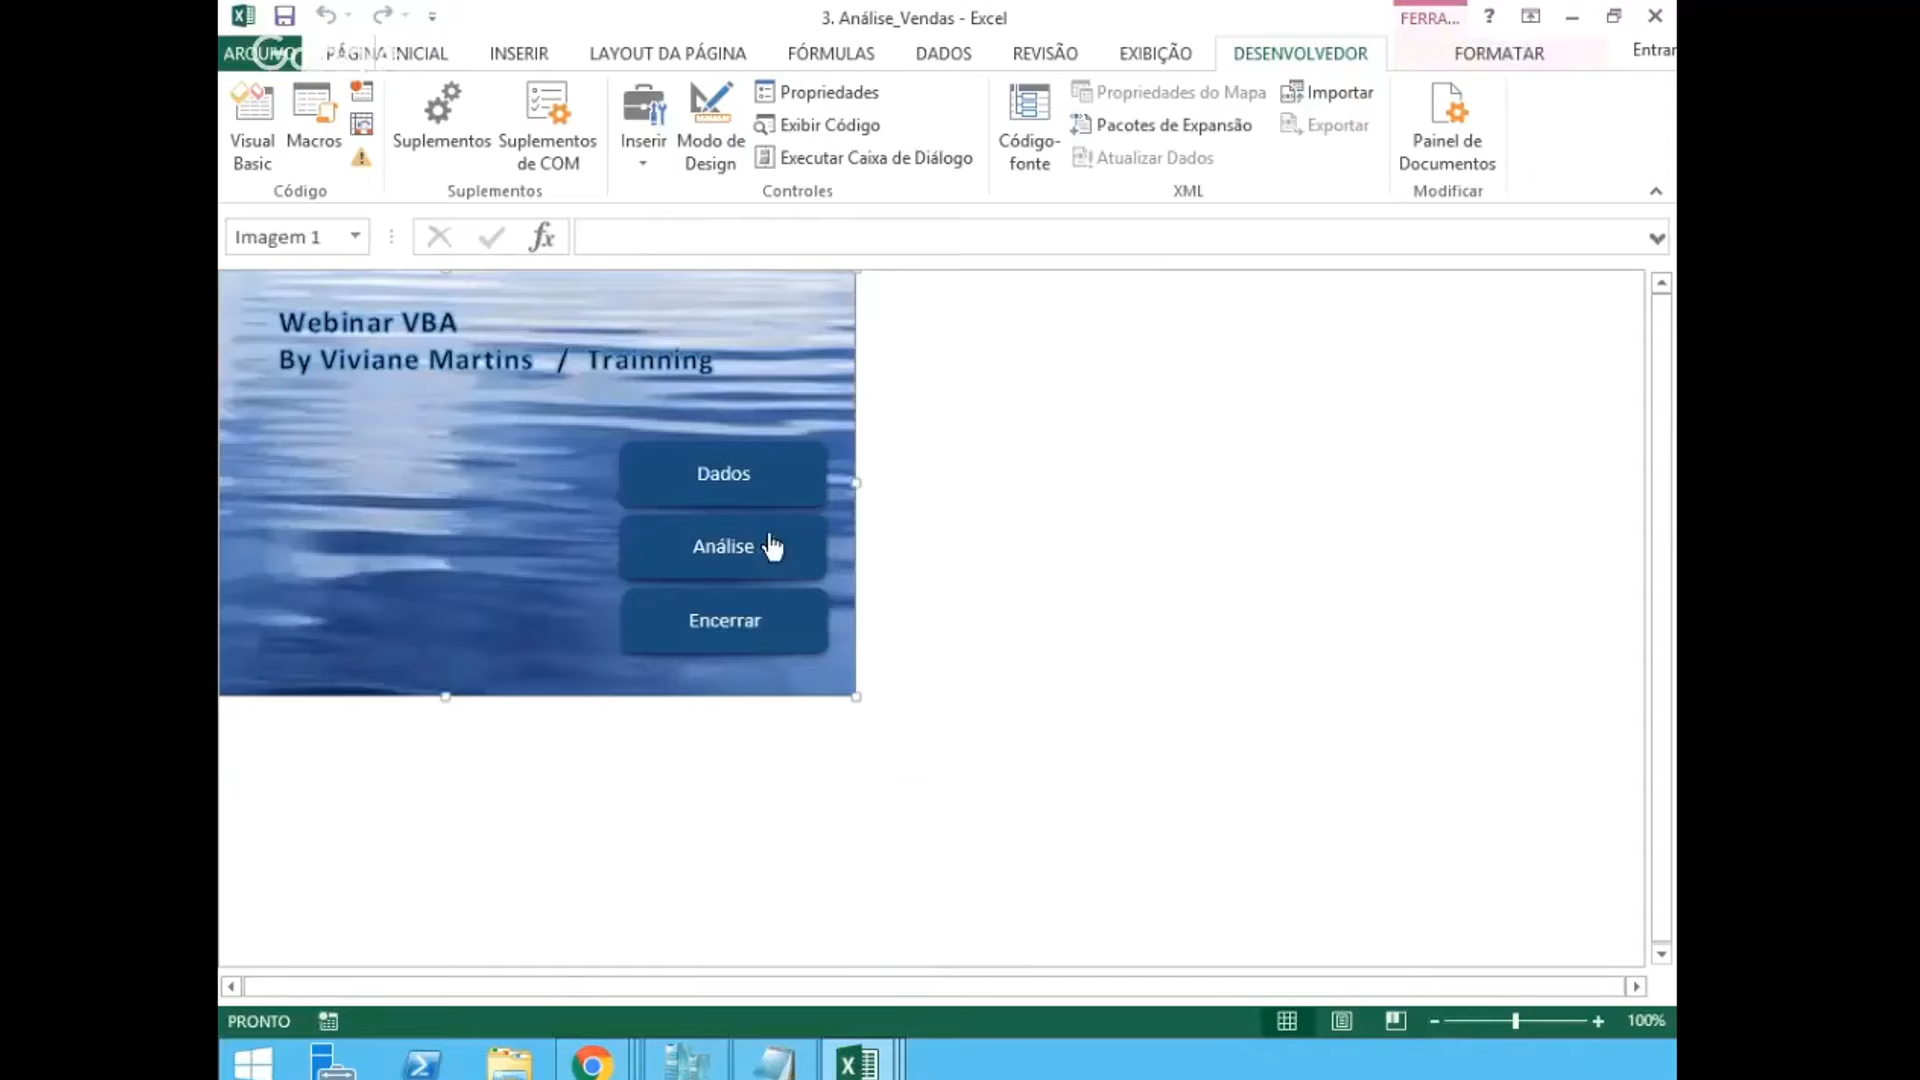 3. Análise_Vendas - Excel
FERRA...
?
ARQUIVO
PÁGINA INICIAL
INSERIR
LAYOUT DA PÁGINA
FÓRMULAS
DADOS
REVISÃO
EXIBIÇÃO
DESENVOLVEDOR
FORMATAR
Entrar
Visual Basic
Macros
Código
Suplementos
Suplementos de COM
Suplementos
Inserir
Modo de Design
Propriedades
Exibir Código
Executar Caixa de Diálogo
Controles
Código-fonte
Propriedades do Mapa
Pacotes de Expansão
Atualizar Dados
Importar
Exportar
XML
Painel de Documentos
Modificar
Imagem 1
fx
Webinar VBA
By Viviane Martins / Trainning
Dados
Análise
Encerrar
PRONTO
100%